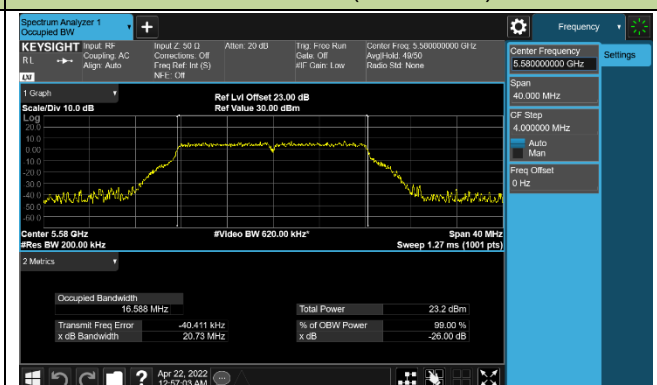 Spectrum Analyzer 1
Occupied BW
Frequency
KEYSIGHT
Input: RF
Input Z: 50 Ω
Atten: 20 dB
Trig: Free Run
Center Freq: 5.580000000 GHz
RL
Coupling: AC
Corrections: Off
Gate: Off
Avg|Hold: 49/50
Align: Auto
Freq Ref: Int (S)
#IF Gain: Low
Radio Std: None
LXI
NFE: Off
Center Frequency
5.580000000 GHz
Settings
Span
40.000 MHz
CF Step
4.000000 MHz
Auto
Man
Freq Offset
0 Hz
1 Graph
Ref Lvl Offset 23.00 dB
Scale/Div 10.0 dB
Ref Value 30.00 dBm
Log
20.0
10.0
0.00
-10.0
-20.0
-30.0
-40.0
-50.0
-60.0
Center 5.58 GHz
#Video BW 620.00 kHz*
Span 40 MHz
#Res BW 200.00 kHz
Sweep 1.27 ms (1001 pts)
2 Metrics
Occupied Bandwidth
16.588 MHz
Total Power
23.2 dBm
Transmit Freq Error
-40.411 kHz
% of OBW Power
99.00 %
x dB Bandwidth
20.73 MHz
x dB
-26.00 dB
Apr 22, 2022
12:57:03 AM